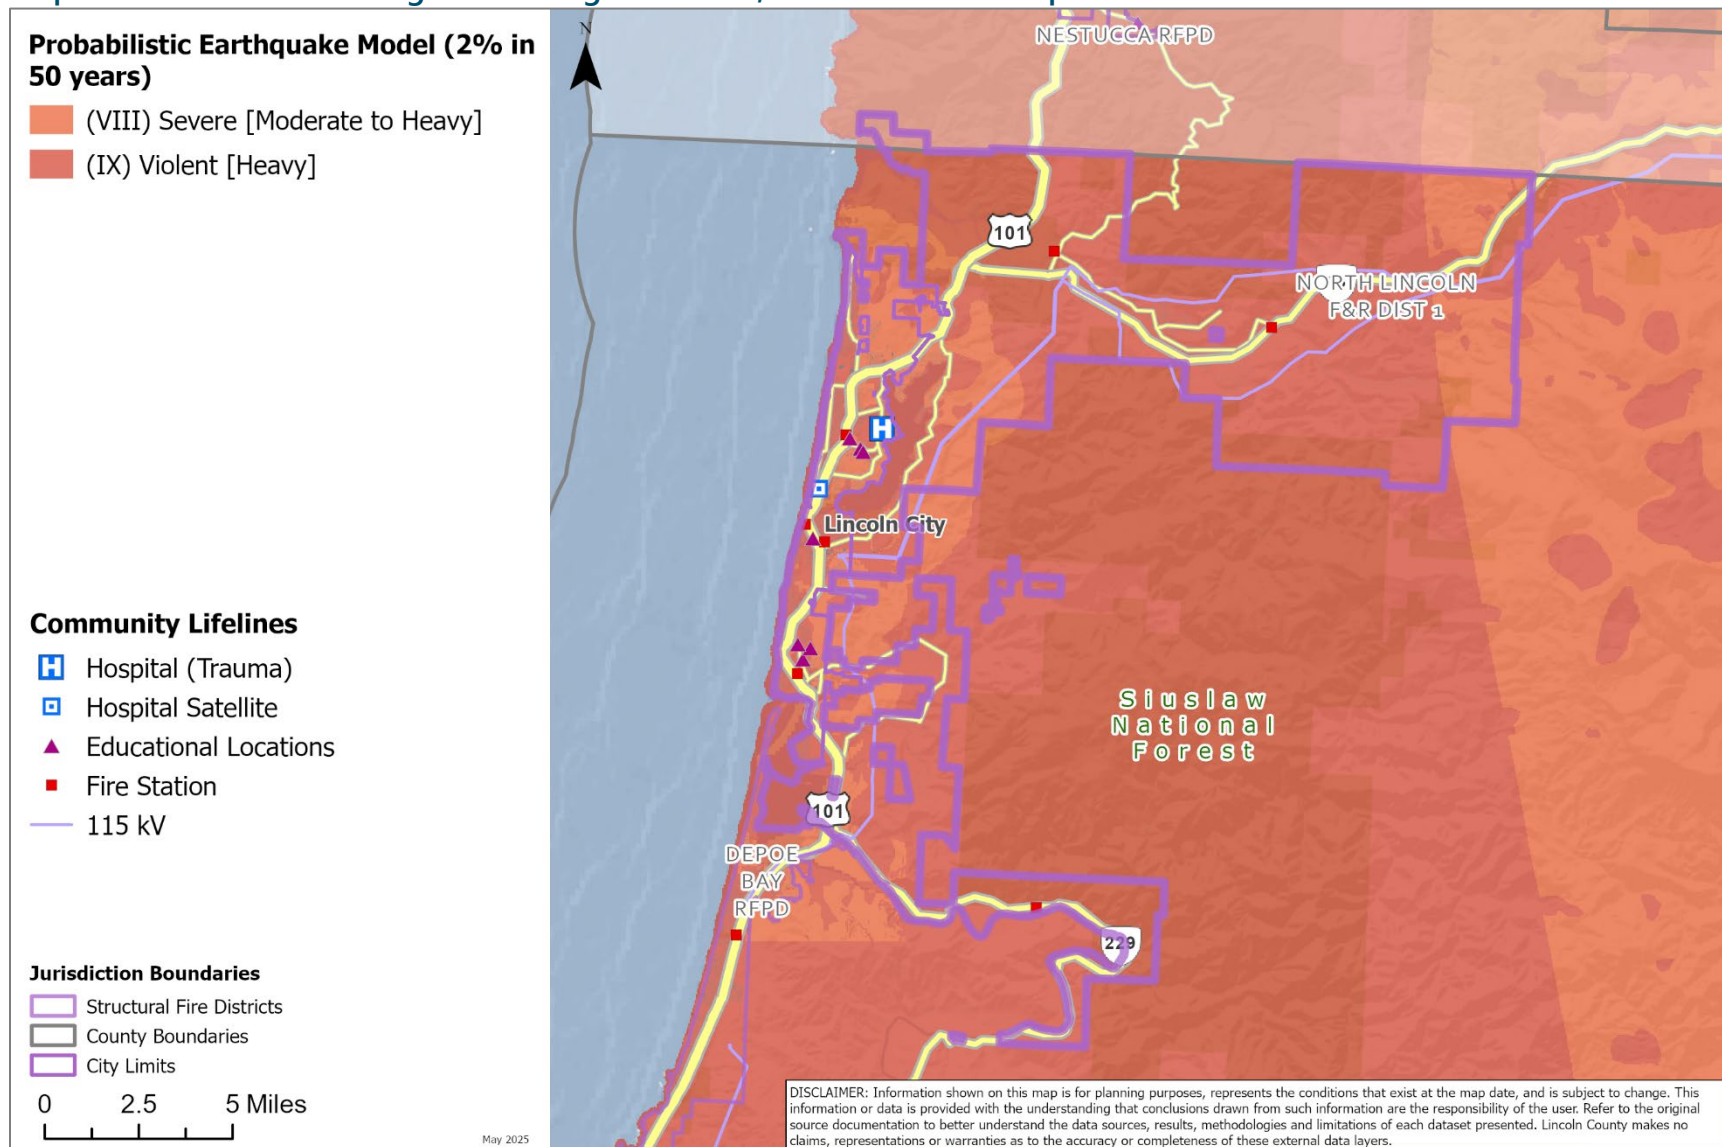 Probabilistic Earthquake Model (2% in
50 years)
(VIII) Severe [Moderate to Heavy]
(IX) Violent [Heavy]
Community Lifelines
Hospital (Trauma)
Hospital Satellite
Educational Locations
Fire Station
115 kV
Jurisdiction Boundaries
Structural Fire Districts
County Boundaries
City Limits
0 2.5 5 Miles
May 2025
N
NESTUCCA RFPD
101
NORTH LINCOLN
F&R DIST 1
H
Lincoln City
Siuslaw
National
Forest
101
DEPOE
BAY
RFPD
229
DISCLAIMER: Information shown on this map is for planning purposes, represents the conditions that exist at the map date, and is subject to change. This
information or data is provided with the understanding that conclusions drawn from such information are the responsibility of the user. Refer to the original
source documentation to better understand the data sources, results, methodologies and limitations of each dataset presented. Lincoln County makes no
claims, representations or warranties as to the accuracy or completeness of these external data layers.